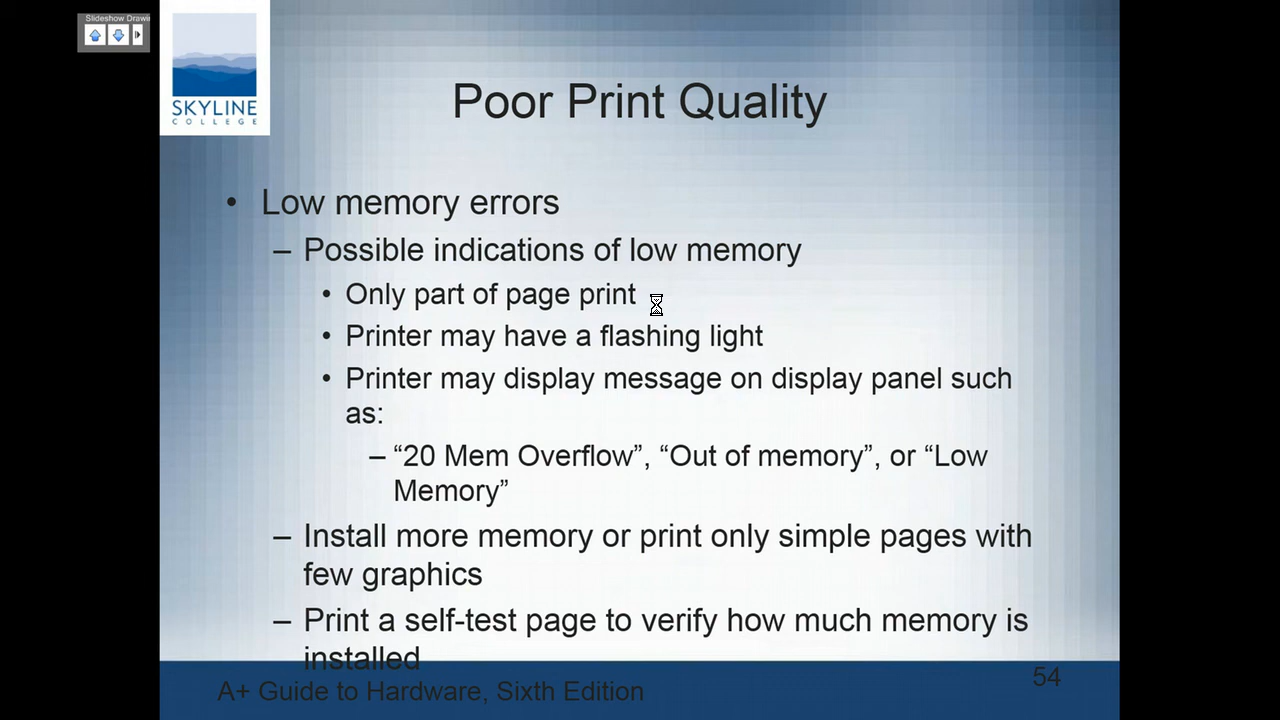 Slideshow Drawi
SKYLINE
COLLEGE
Poor Print Quality
• Low memory errors
– Possible indications of low memory
• Only part of page print
• Printer may have a flashing light
• Printer may display message on display panel such
as:
– “20 Mem Overflow”, “Out of memory”, or “Low
Memory”
– Install more memory or print only simple pages with
few graphics
– Print a self-test page to verify how much memory is
installed
54
A+ Guide to Hardware, Sixth Edition